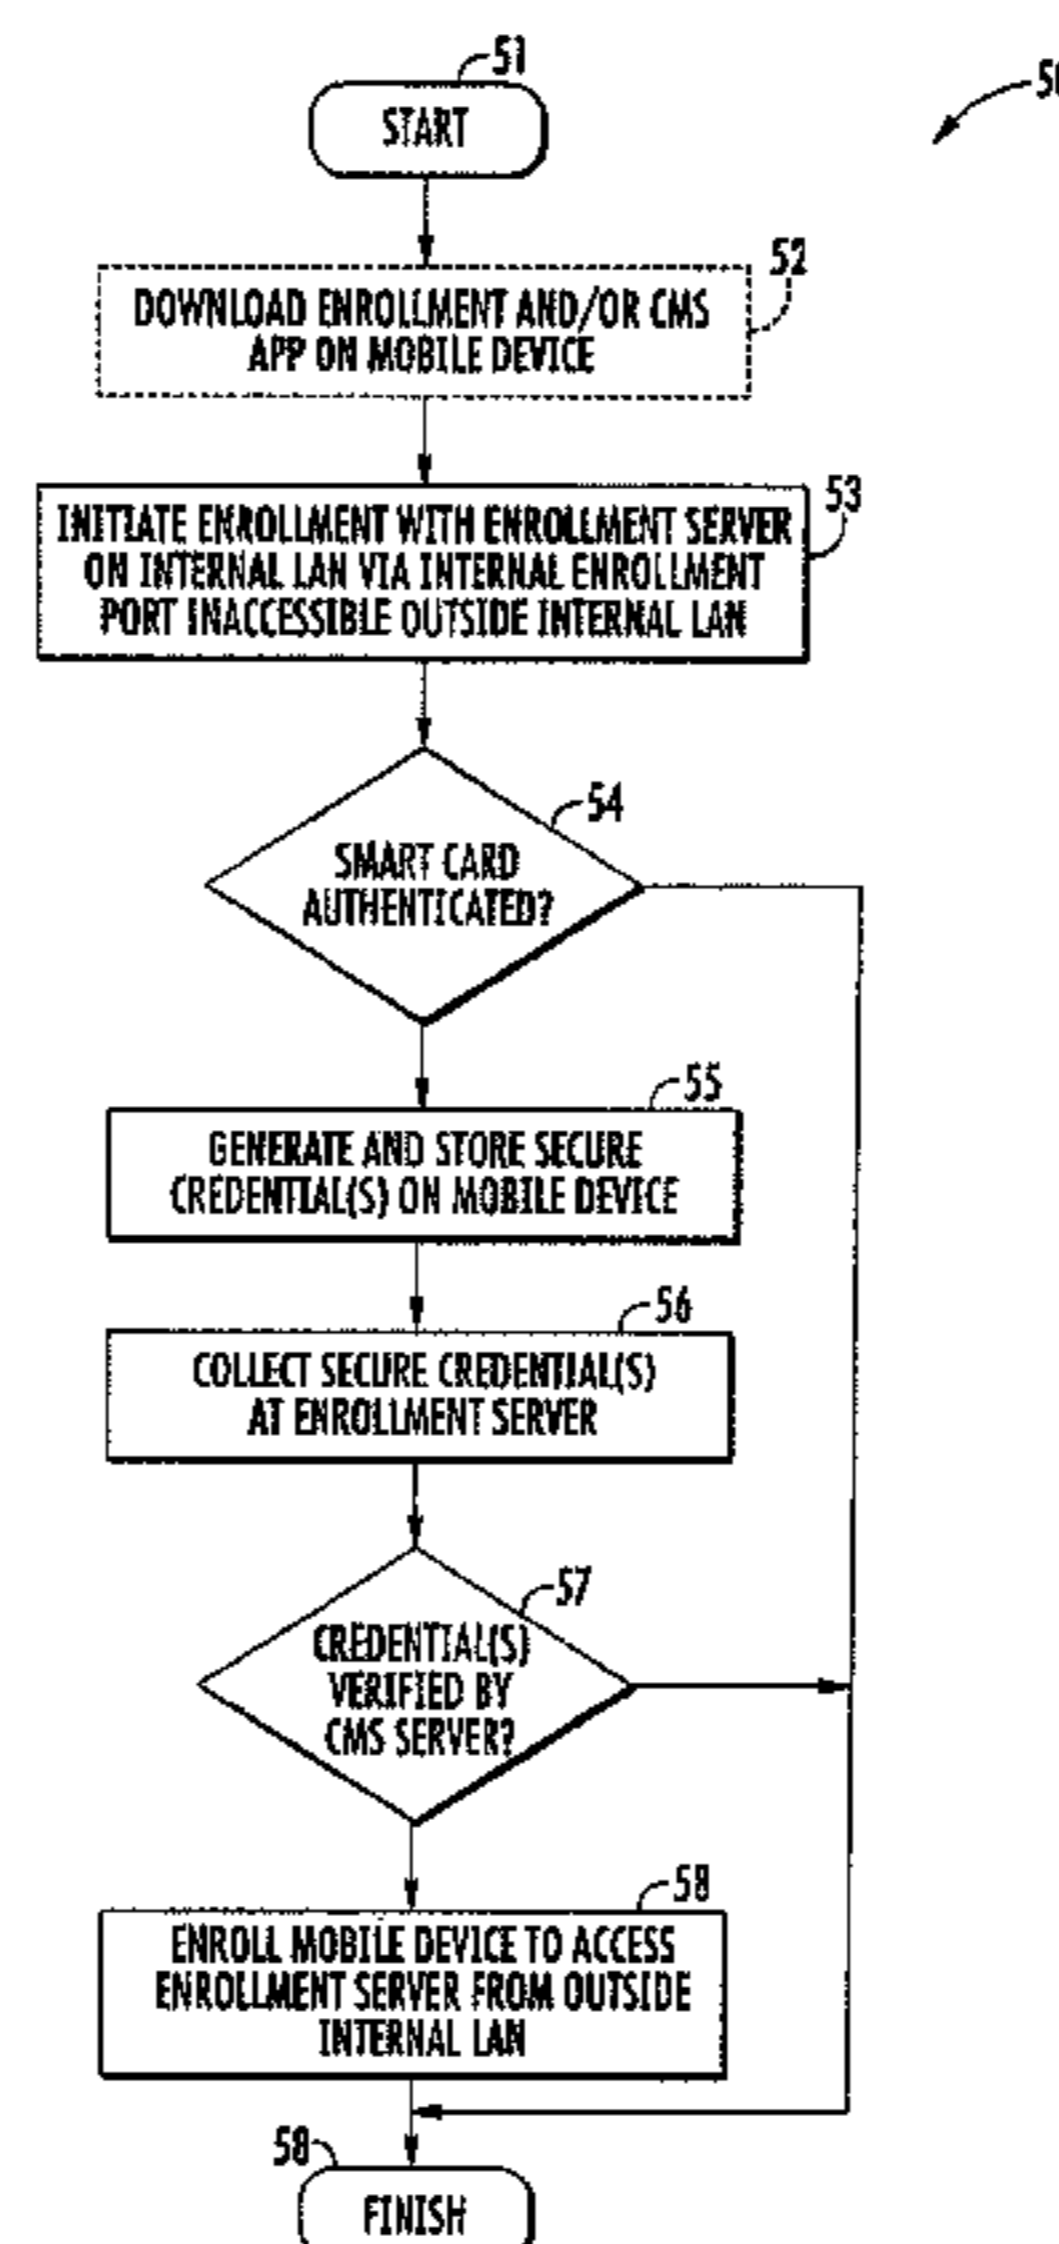 51
START
50
52
DOWNLOAD ENROLLMENT AND/OR CMS
APP ON MOBILE DEVICE
53
INITIATE ENROLLMENT WITH ENROLLMENT SERVER
ON INTERNAL LAN VIA INTERNAL ENROLLMENT
PORT INACCESSIBLE OUTSIDE INTERNAL LAN
54
SMART CARD
AUTHENTICATED?
55
GENERATE AND STORE SECURE
CREDENTIAL(S) ON MOBILE DEVICE
56
COLLECT SECURE CREDENTIAL(S)
AT ENROLLMENT SERVER
57
CREDENTIAL(S)
VERIFIED BY
CMS SERVER?
58
ENROLL MOBILE DEVICE TO ACCESS
ENROLLMENT SERVER FROM OUTSIDE
INTERNAL LAN
58
FINISH